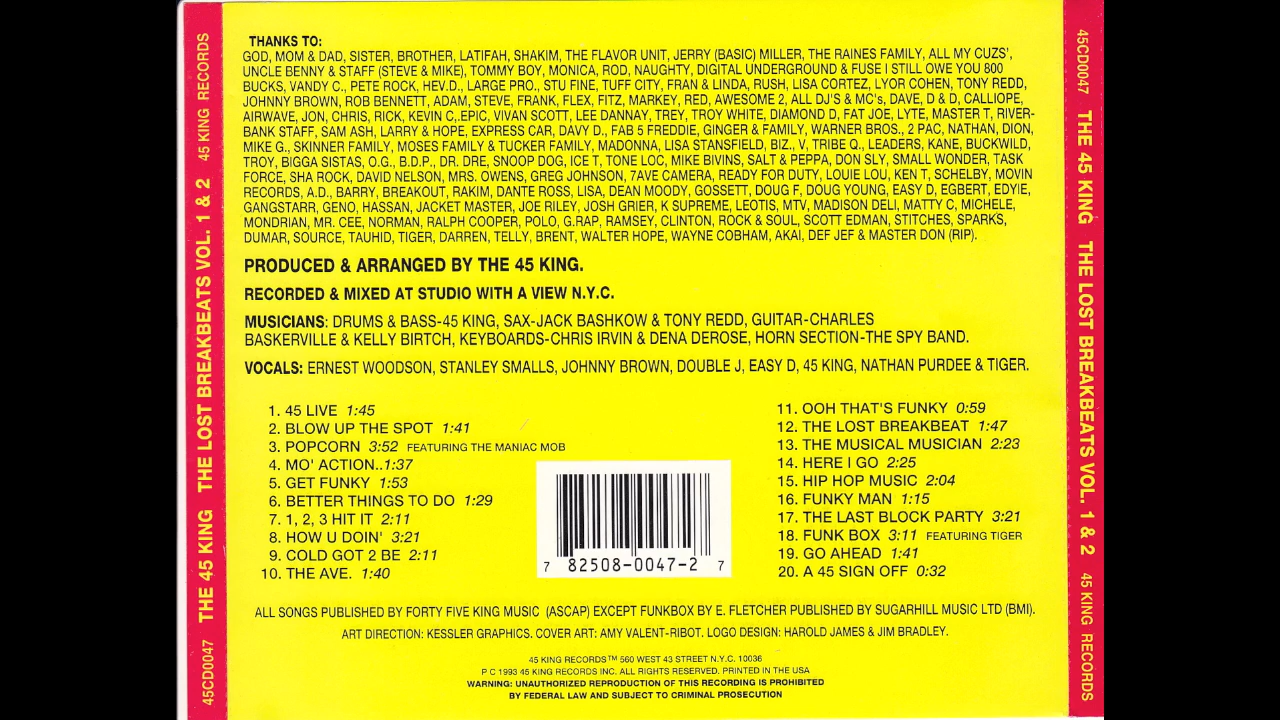 45CD0047 THE 45 KING THE LOST BREAKBEATS VOL. 1 & 2 45 KING RECORDS
THANKS TO:
GOD, MOM & DAD, SISTER, BROTHER, LATIFAH, SHAKIM, THE FLAVOR UNIT, JERRY (BASIC) MILLER, THE RAINES FAMILY, ALL MY CUZS',
UNCLE BENNY & STAFF (STEVE & MIKE), TOMMY BOY, MONICA, ROD, NAUGHTY, DIGITAL UNDERGROUND & FUSE I STILL OWE YOU 800
BUCKS, VANDY C., PETE ROCK, HEV.D., LARGE PRO., STU FINE, TUFF CITY, FRAN & LINDA, RUSH, LISA CORTEZ, LYOR COHEN, TONY REDD,
JOHNNY BROWN, ROB BENNETT, ADAM, STEVE, FRANK, FLEX, FITZ, MARKEY, RED, AWESOME 2, ALL DJ'S & MC's, DAVE, D & D, CALLIOPE,
AIRWAVE, JON, CHRIS, RICK, KEVIN C,.EPIC, VIVAN SCOTT, LEE DANNAY, TREY, TROY WHITE, DIAMOND D, FAT JOE, LYTE, MASTER T, RIVER-
BANK STAFF, SAM ASH, LARRY & HOPE, EXPRESS CAR, DAVY D., FAB 5 FREDDIE, GINGER & FAMILY, WARNER BROS., 2 PAC, NATHAN, DION,
MIKE G., SKINNER FAMILY, MOSES FAMILY & TUCKER FAMILY, MADONNA, LISA STANSFIELD, BIZ., V, TRIBE Q., LEADERS, KANE, BUCKWILD,
TROY, BIGGA SISTAS, O.G., B.D.P., DR. DRE, SNOOP DOG, ICE T, TONE LOC, MIKE BIVINS, SALT & PEPPA, DON SLY, SMALL WONDER, TASK
FORCE, SHA ROCK, DAVID NELSON, MRS. OWENS, GREG JOHNSON, 7AVE CAMERA, READY FOR DUTY, LOUIE LOU, KEN T, SCHELBY, MOVIN
RECORDS, A.D., BARRY, BREAKOUT, RAKIM, DANTE ROSS, LISA, DEAN MOODY, GOSSETT, DOUG F, DOUG YOUNG, EASY D, EGBERT, EDYIE,
GANGSTARR, GENO, HASSAN, JACKET MASTER, JOE RILEY, JOSH GRIER, K SUPREME, LEOTIS, MTV, MADISON DELI, MATTY C, MICHELE,
MONDRIAN, MR. CEE, NORMAN, RALPH COOPER, POLO, G.RAP, RAMSEY, CLINTON, ROCK & SOUL, SCOTT EDMAN, STITCHES, SPARKS,
DUMAR, SOURCE, TAUHID, TIGER, DARREN, TELLY, BRENT, WALTER HOPE, WAYNE COBHAM, AKAI, DEF JEF & MASTER DON (RIP).
PRODUCED & ARRANGED BY THE 45 KING.
RECORDED & MIXED AT STUDIO WITH A VIEW N.Y.C.
MUSICIANS: DRUMS & BASS-45 KING, SAX-JACK BASHKOW & TONY REDD, GUITAR-CHARLES
BASKERVILLE & KELLY BIRTCH, KEYBOARDS-CHRIS IRVIN & DENA DEROSE, HORN SECTION-THE SPY BAND.
VOCALS: ERNEST WOODSON, STANLEY SMALLS, JOHNNY BROWN, DOUBLE J, EASY D, 45 KING, NATHAN PURDEE & TIGER.
1. 45 LIVE 1:45
2. BLOW UP THE SPOT 1:41
3. POPCORN 3:52 FEATURING THE MANIAC MOB
4. MO' ACTION..1:37
5. GET FUNKY 1:53
6. BETTER THINGS TO DO 1:29
7. 1, 2, 3 HIT IT 2:11
8. HOW U DOIN' 3:21
9. COLD GOT 2 BE 2:11
10. THE AVE. 1:40
11. OOH THAT'S FUNKY 0:59
12. THE LOST BREAKBEAT 1:47
13. THE MUSICAL MUSICIAN 2:23
14. HERE I GO 2:25
15. HIP HOP MUSIC 2:04
16. FUNKY MAN 1:15
17. THE LAST BLOCK PARTY 3:21
18. FUNK BOX 3:11 FEATURING TIGER
19. GO AHEAD 1:41
20. A 45 SIGN OFF 0:32
7 82508-0047-2 7
ALL SONGS PUBLISHED BY FORTY FIVE KING MUSIC (ASCAP) EXCEPT FUNKBOX BY E. FLETCHER PUBLISHED BY SUGARHILL MUSIC LTD (BMI).
ART DIRECTION: KESSLER GRAPHICS. COVER ART: AMY VALENT-RIBOT. LOGO DESIGN: HAROLD JAMES & JIM BRADLEY.
45 KING RECORDS™ 560 WEST 43 STREET N.Y.C. 10036
P C 1993 45 KING RECORDS INC. ALL RIGHTS RESERVED. PRINTED IN THE USA
WARNING: UNAUTHORIZED REPRODUCTION OF THIS RECORDING IS PROHIBITED
BY FEDERAL LAW AND SUBJECT TO CRIMINAL PROSECUTION
45CD0047 THE 45 KING THE LOST BREAKBEATS VOL. 1 & 2 45 KING RECORDS